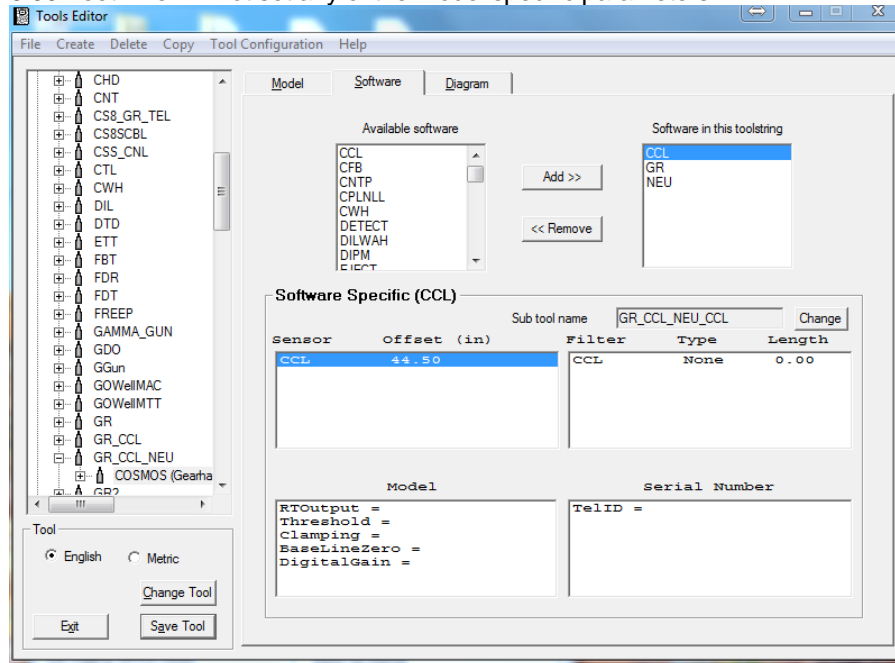 Tools Editor
File Create Delete Copy Tool Configuration Help
CHD
CNT
CS8_GR_TEL
CS8SCBL
CSS_CNL
CTL
CWH
DIL
DTD
ETT
FBT
FDR
FDT
FREEP
GAMMA_GUN
GDO
GGun
GOWellMAC
GOWellMTT
GR
GR_CCL
GR_CCL_NEU
COSMOS (Gearha
GR2
Tool
English Metric
Change Tool
Exit Save Tool
Model Software Diagram
Available software
CCL
CFB
CNTP
CPLNLL
CWH
DETECT
DILWAH
DIPM
EJECT
Add >>
<< Remove
Software in this toolstring
CCL
GR
NEU
Software Specific (CCL)
Sub tool name GR_CCL_NEU_CCL Change
Sensor Offset (in)
CCL 44.50
Filter Type Length
CCL None 0.00
Model
RTOutput =
Threshold =
Clamping =
BaseLineZero =
DigitalGain =
Serial Number
TelID =